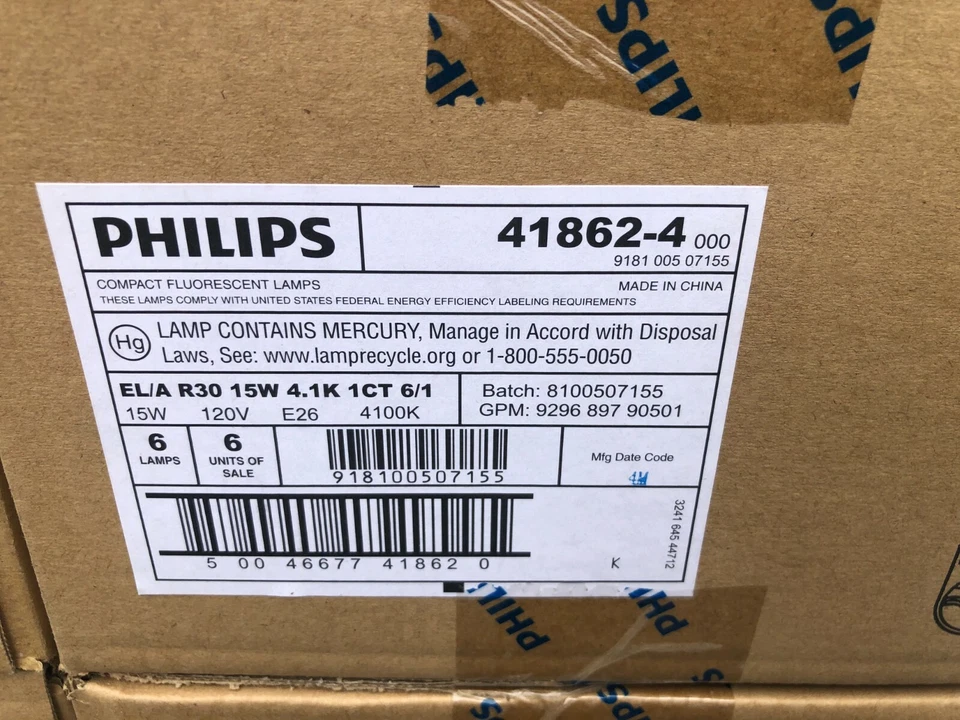 PHILIPS
PHILIPS
41862-4 000
9181 005 07155
COMPACT FLUORESCENT LAMPS
MADE IN CHINA
THESE LAMPS COMPLY WITH UNITED STATES FEDERAL ENERGY EFFICIENCY LABELING REQUIREMENTS
Hg
LAMP CONTAINS MERCURY, Manage in Accord with Disposal
Laws, See: www.lamprecycle.org or 1-800-555-0050
EL/A R30 15W 4.1K 1CT 6/1
15W 120V E26 4100K
Batch: 8100507155
GPM: 9296 897 90501
6
LAMPS
6
UNITS OF
SALE
918100507155
Mfg Date Code
5 00 46677 41862 0
K
3241 645 44712
PHILIPS
PHILIPS